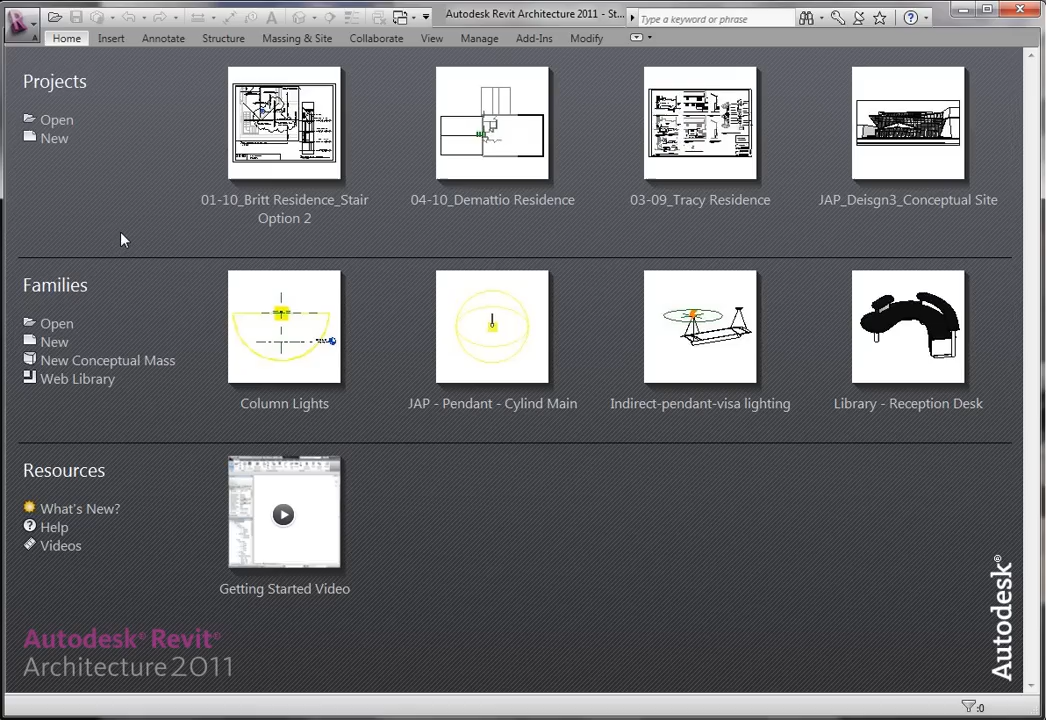 Autodesk Revit Architecture 2011 - St...
Type a keyword or phrase
Home Insert Annotate Structure Massing & Site Collaborate View Manage Add-Ins Modify
Projects
Open
New
01-10_Britt Residence_Stair
Option 2
04-10_Demattio Residence
03-09_Tracy Residence
JAP_Deisgn3_Conceptual Site
Families
Open
New
New Conceptual Mass
Web Library
Column Lights
JAP - Pendant - Cylind Main
Indirect-pendant-visa lighting
Library - Reception Desk
Resources
What's New?
Help
Videos
Getting Started Video
Autodesk® Revit®
Architecture 2011
Autodesk®
:0